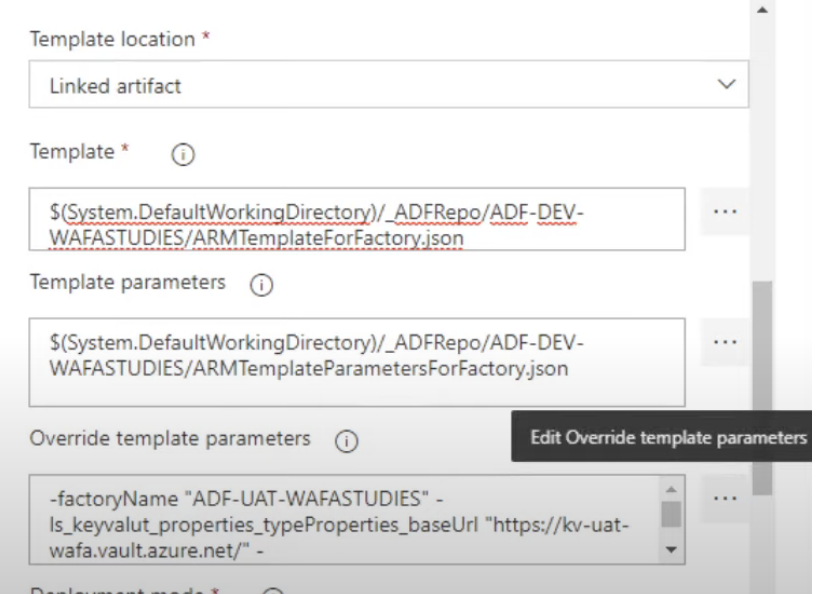 Template location *
Linked artifact
Template *
$(System.DefaultWorkingDirectory)/_ADFRepo/ADF-DEV-
WAFASTUDIES/ARMTemplateForFactory.json
Template parameters
$(System.DefaultWorkingDirectory)/_ADFRepo/ADF-DEV-
WAFASTUDIES/ARMTemplateParametersForFactory.json
Override template parameters
Edit Override template parameters
-factoryName "ADF-UAT-WAFASTUDIES" -
ls_keyvalut_properties_typeProperties_baseUrl "https://kv-uat-
wafa.vault.azure.net/" -
Deployment mode *